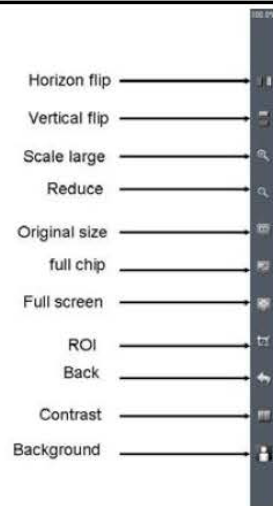 Horizon flip
Vertical flip
Scale large
Reduce
Original size
full chip
Full screen
ROI
Back
Contrast
Background